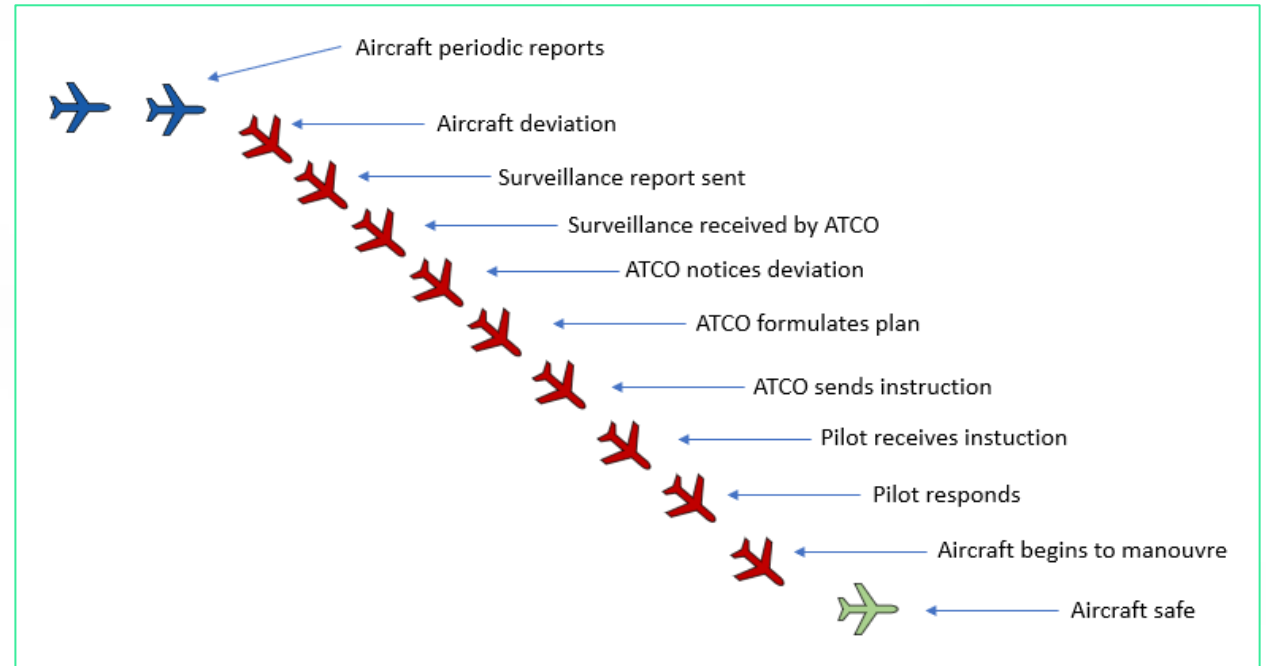 Aircraft periodic reports
Aircraft deviation
Surveillance report sent
Surveillance received by ATCO
ATCO notices deviation
ATCO formulates plan
ATCO sends instruction
Pilot receives instuction
Pilot responds
Aircraft begins to manouvre
Aircraft safe